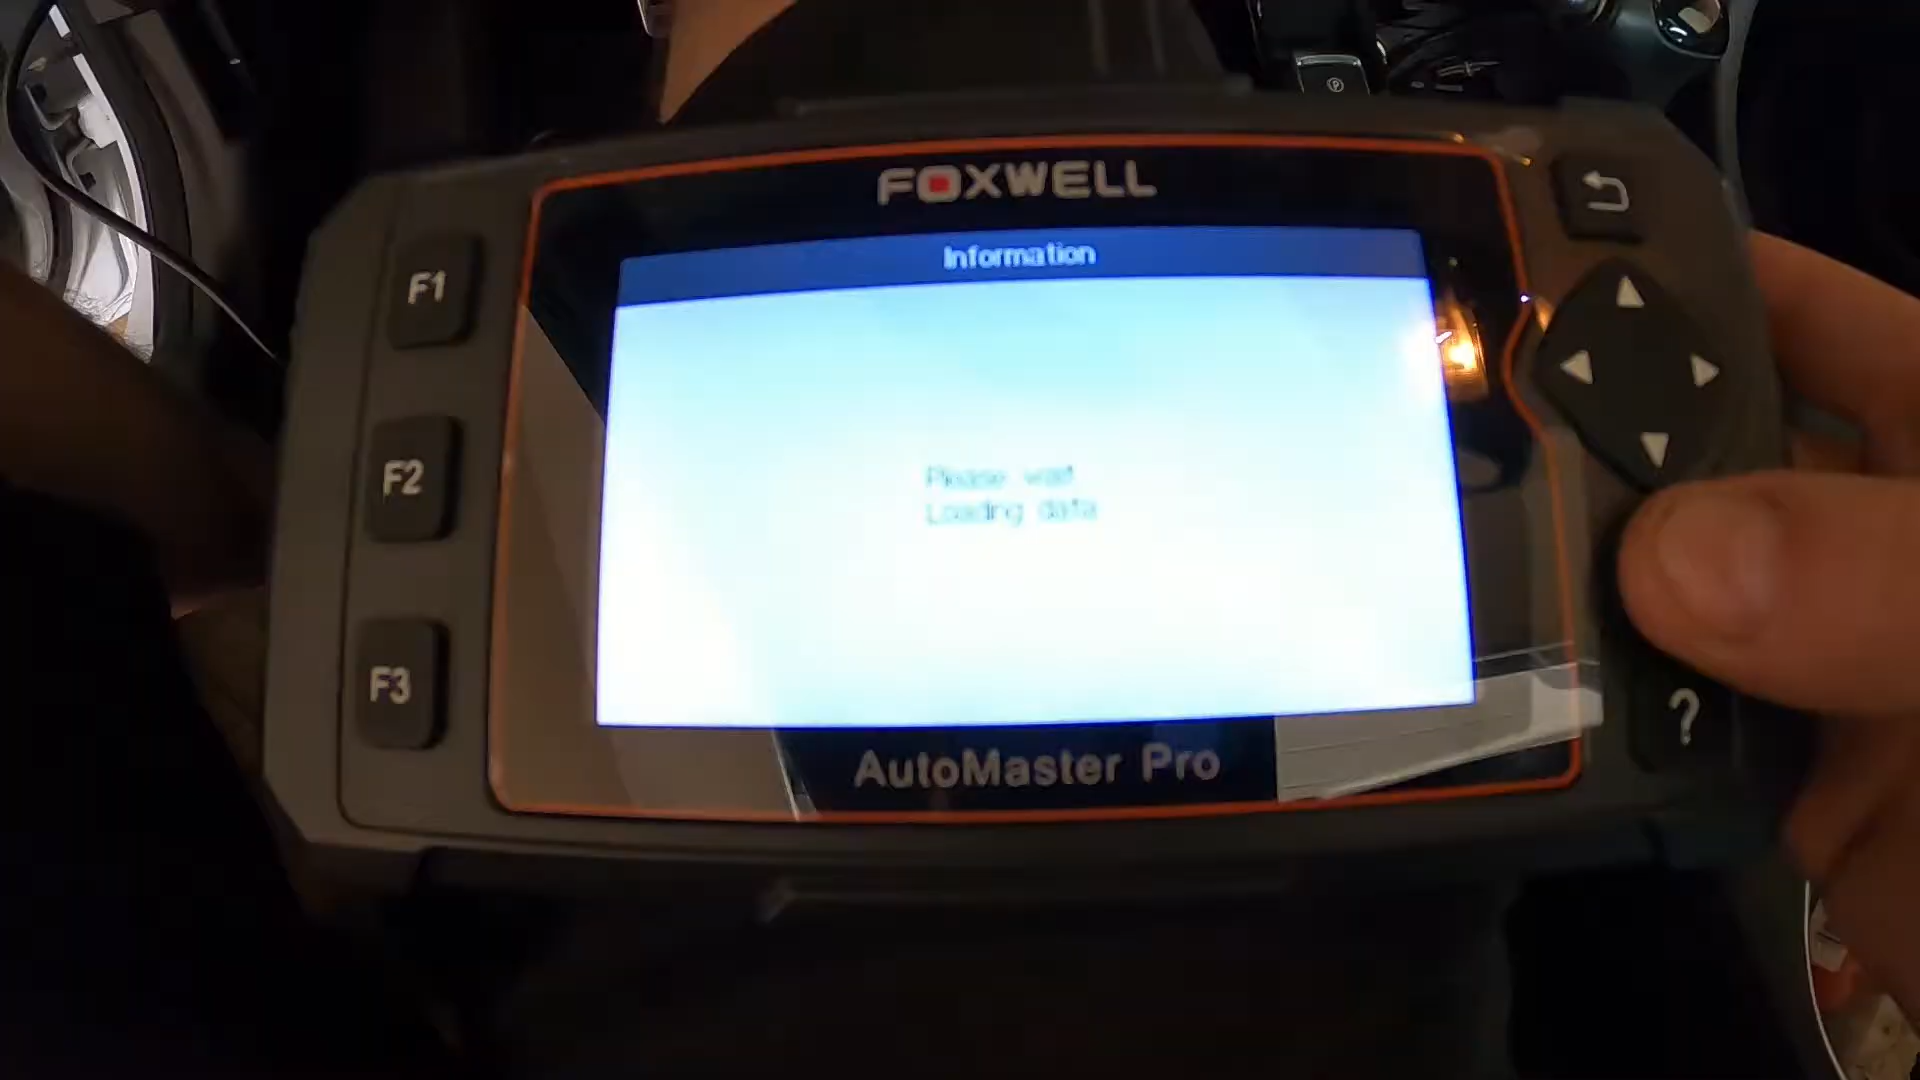 FOXWELL
Information
F1
Please wait
Loading data
F2
F3
?
AutoMaster Pro